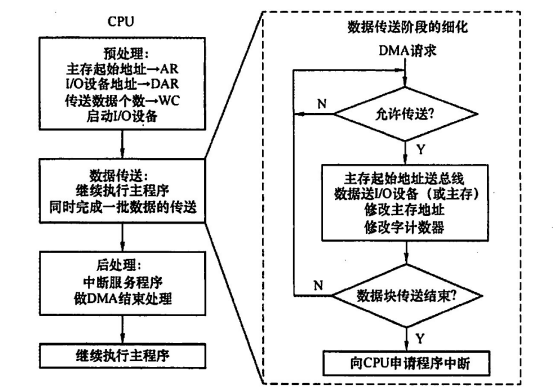 CPU
预处理：
主存起始地址→AR
I/O设备地址→DAR
传送数据个数→WC
启动I/O设备
数据传送：
继续执行主程序
同时完成一批数据的传送
后处理：
中断服务程序
做DMA结束处理
继续执行主程序
数据传送阶段的细化
DMA请求
允许传送？
N
Y
主存起始地址送总线
数据送I/O设备（或主存）
修改主存地址
修改字计数器
数据块传送结束？
N
Y
向CPU申请程序中断